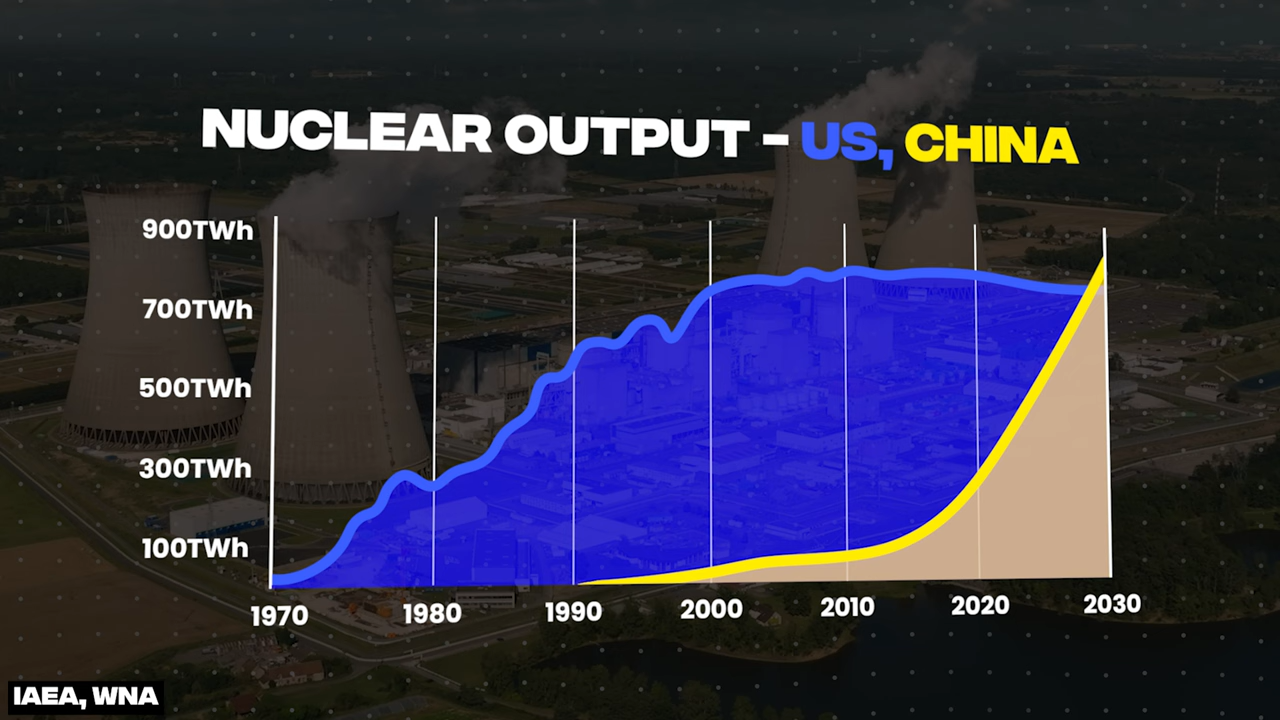 NUCLEAR OUTPUT - US, CHINA
900TWh
700TWh
500TWh
300TWh
100TWh
1970 1980 1990 2000 2010 2020 2030
IAEA, WNA